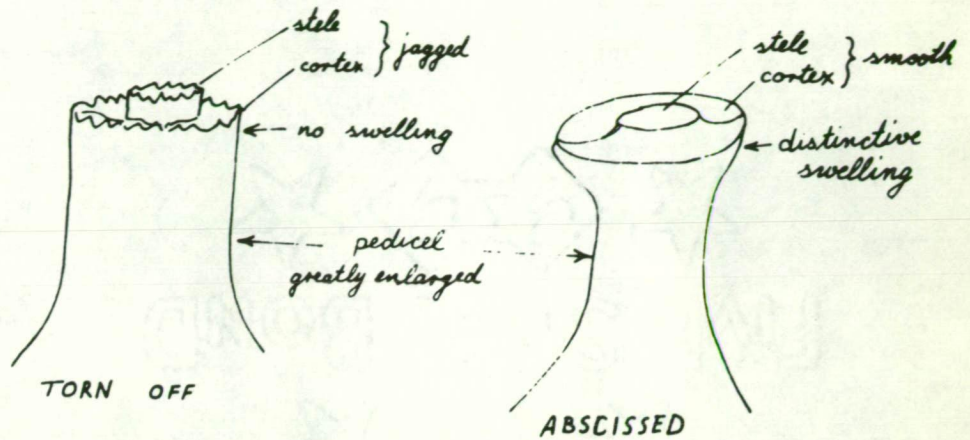 stele
cortex } jagged
no swelling
stele
cortex } smooth
distinctive
swelling
pedicel
greatly enlarged
TORN OFF
ABSCISSED